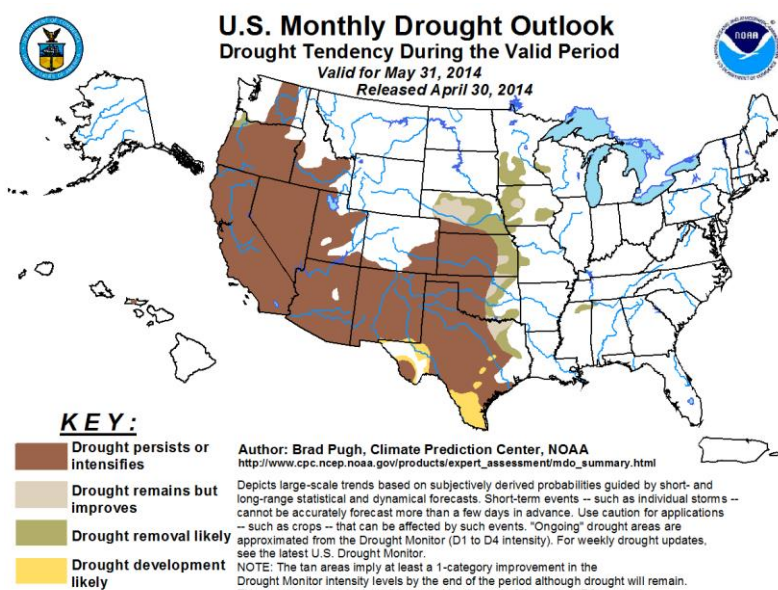 U.S. Monthly Drought Outlook
Drought Tendency During the Valid Period
Valid for May 31, 2014
Released April 30, 2014
NOAA
KEY:
Drought persists or
intensifies
Drought remains but
improves
Drought removal likely
Drought development
likely
Author: Brad Pugh, Climate Prediction Center, NOAA
http://www.cpc.ncep.noaa.gov/products/expert_assessment/mdo_summary.html
Depicts large-scale trends based on subjectively derived probabilities guided by short- and
long-range statistical and dynamical forecasts. Short-term events -- such as individual storms --
cannot be accurately forecast more than a few days in advance. Use caution for applications
-- such as crops -- that can be affected by such events. "Ongoing" drought areas are
approximated from the Drought Monitor (D1 to D4 intensity). For weekly drought updates,
see the latest U.S. Drought Monitor.
NOTE: The tan areas imply at least a 1-category improvement in the
Drought Monitor intensity levels by the end of the period although drought will remain.